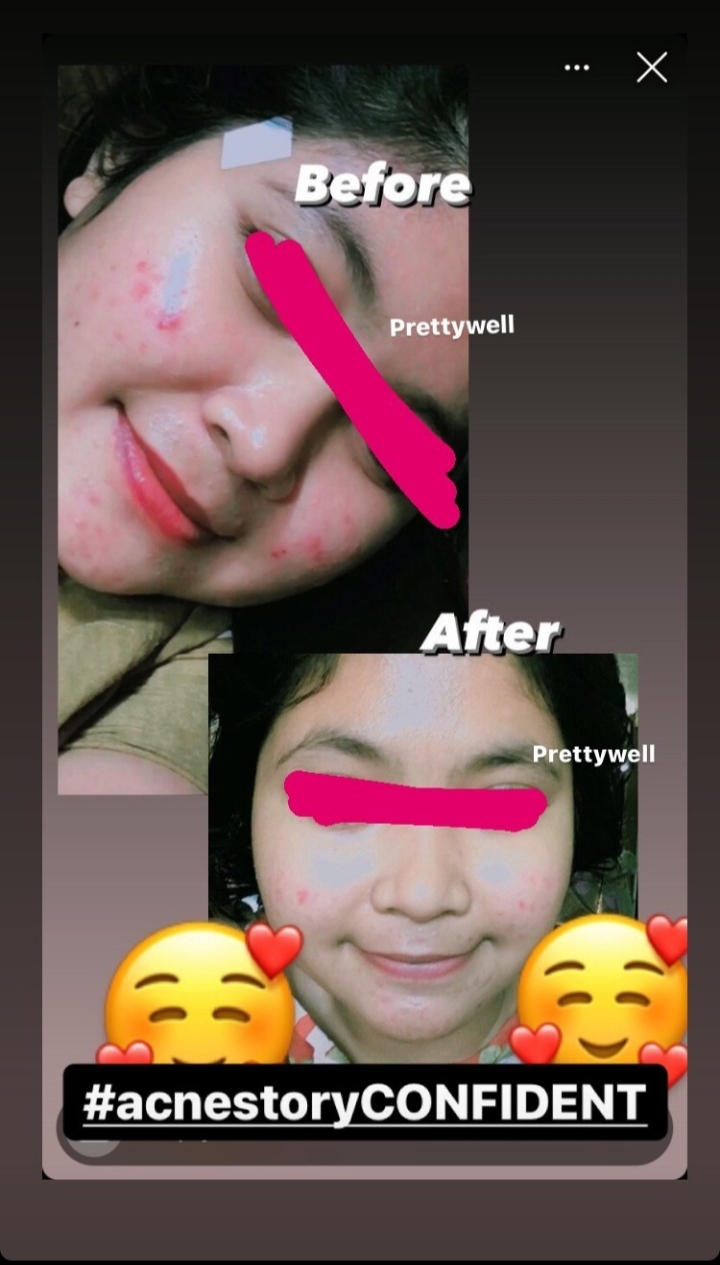 Before
Prettywell
After
Prettywell
#acnestoryCONFIDENT